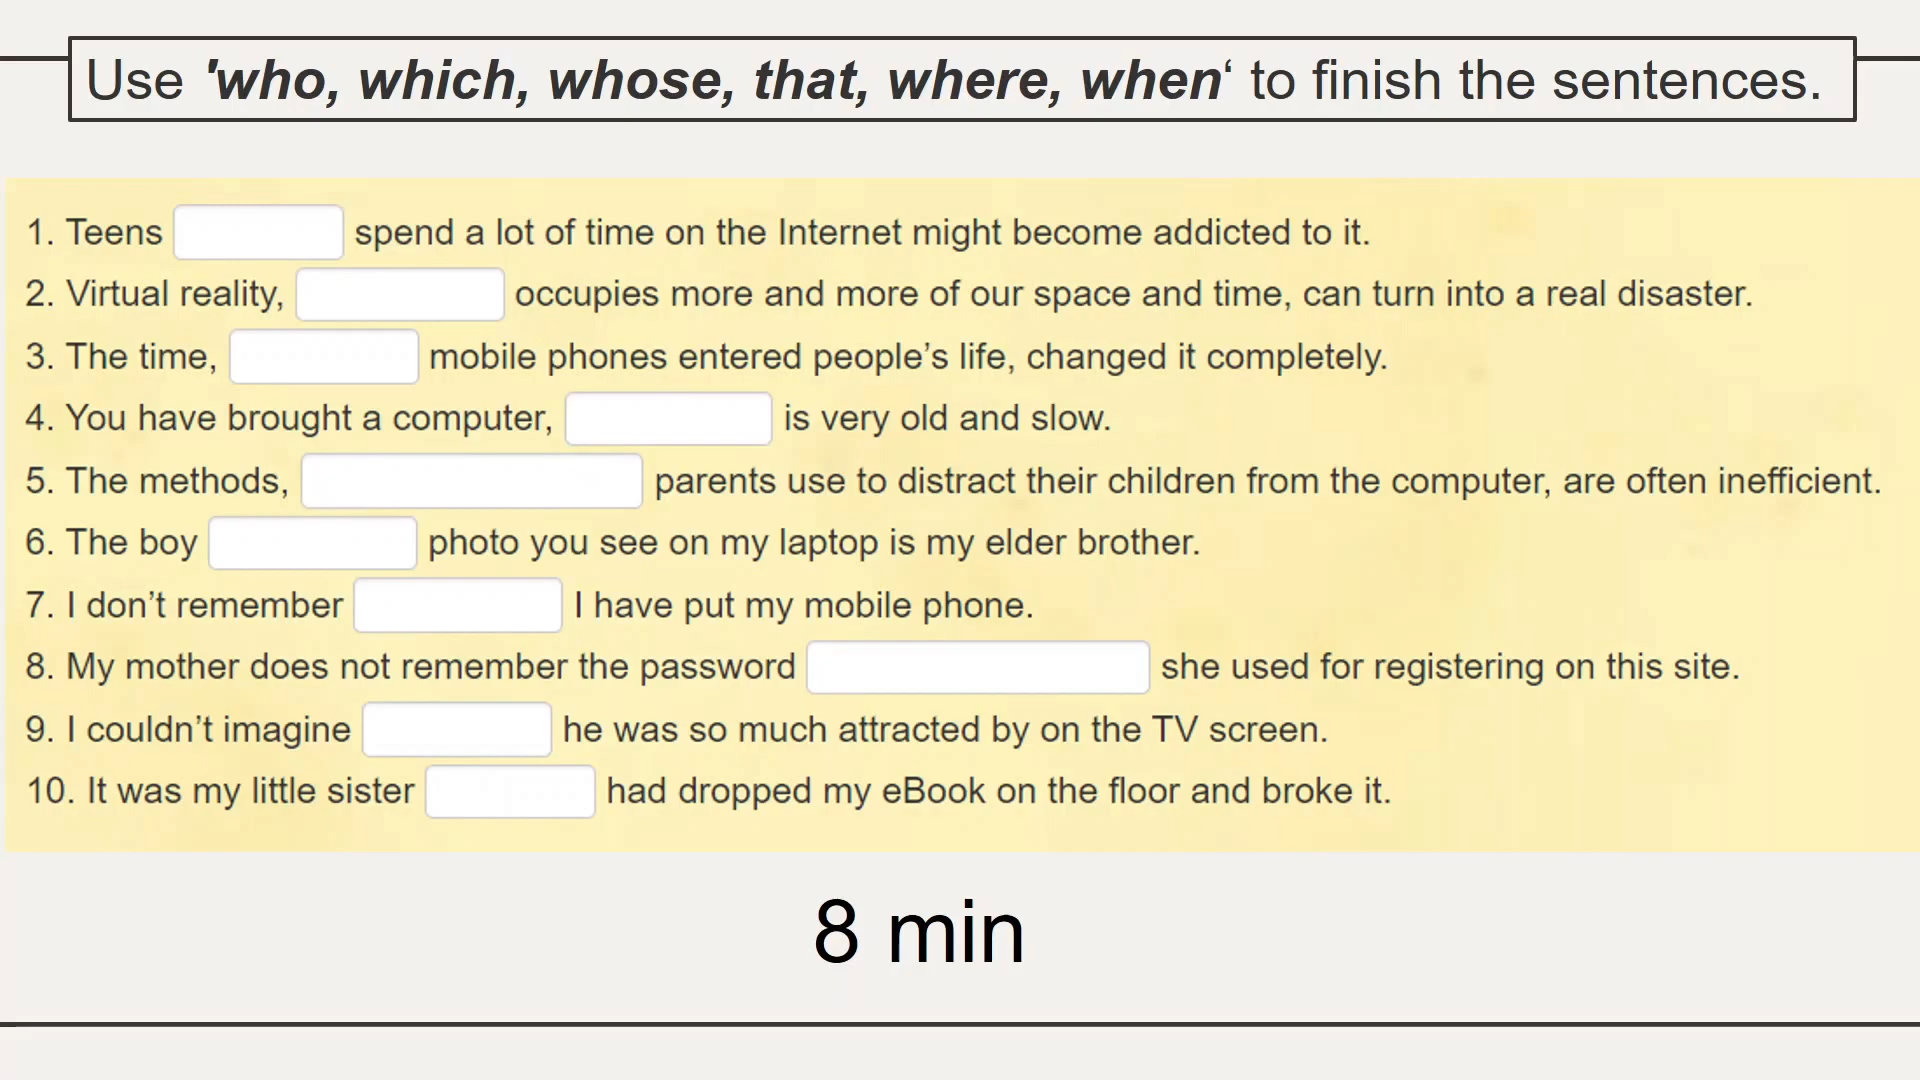 Use 'who, which, whose, that, where, when‘ to finish the sentences.
1. Teens spend a lot of time on the Internet might become addicted to it.
2. Virtual reality, occupies more and more of our space and time, can turn into a real disaster.
3. The time, mobile phones entered people’s life, changed it completely.
4. You have brought a computer, is very old and slow.
5. The methods, parents use to distract their children from the computer, are often inefficient.
6. The boy photo you see on my laptop is my elder brother.
7. I don’t remember I have put my mobile phone.
8. My mother does not remember the password she used for registering on this site.
9. I couldn’t imagine he was so much attracted by on the TV screen.
10. It was my little sister had dropped my eBook on the floor and broke it.
8 min